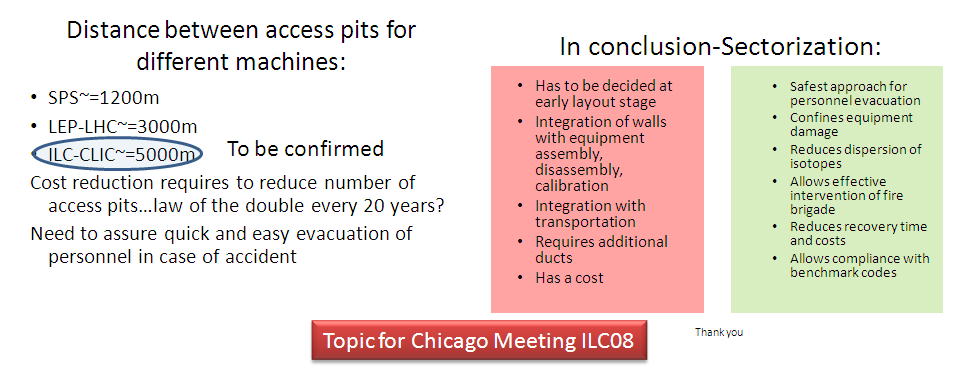 Distance between access pits for
different machines:
• SPS~=1200m
• LEP-LHC~=3000m
• ILC-CLIC~=5000m
To be confirmed
Cost reduction requires to reduce number of
access pits...law of the double every 20 years?
Need to assure quick and easy evacuation of
personnel in case of accident
In conclusion-Sectorization:
• Has to be decided at
early layout stage
• Integration of walls
with equipment
assembly,
disassembly,
calibration
• Integration with
transportation
• Requires additional
ducts
• Has a cost
• Safest approach for
personnel evacuation
• Confines equipment
damage
• Reduces dispersion of
isotopes
• Allows effective
intervention of fire
brigade
• Reduces recovery time
and costs
• Allows compliance with
benchmark codes
Topic for Chicago Meeting ILC08
Thank you